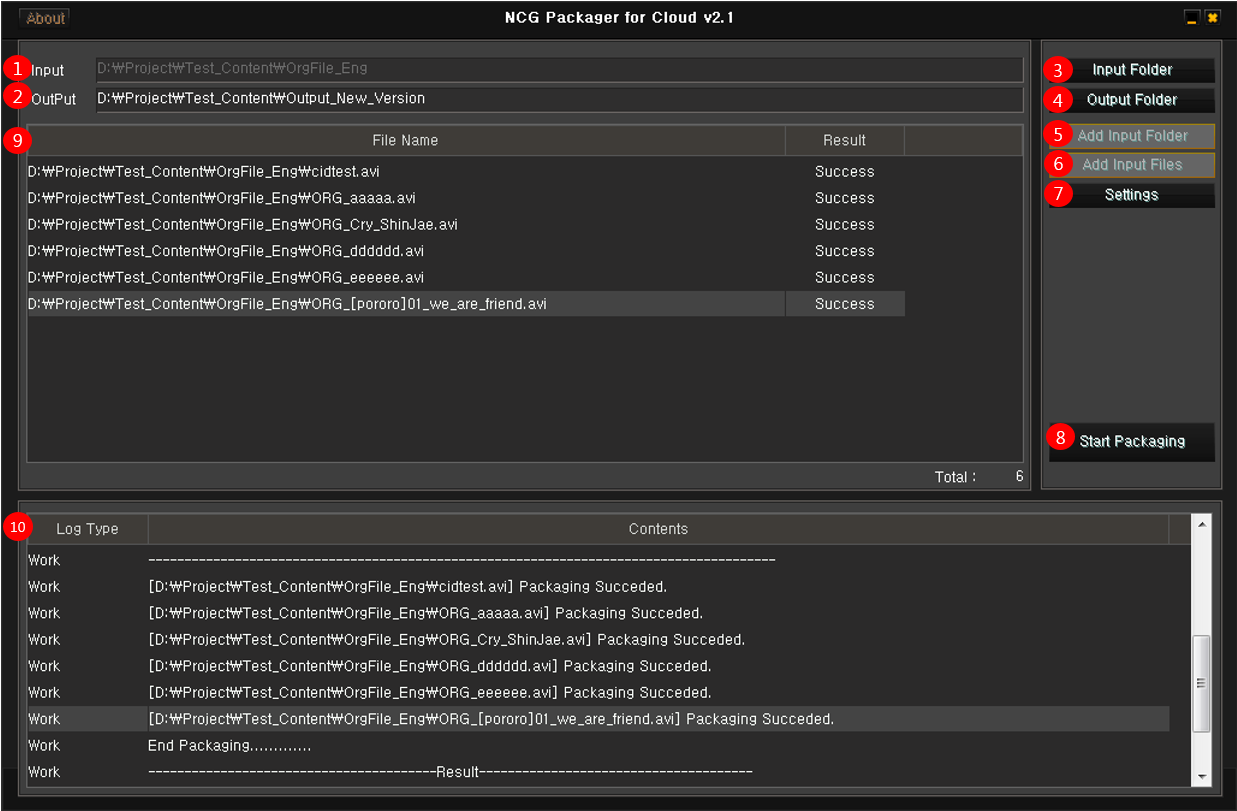 About
NCG Packager for Cloud v2.1
1 Input D:₩Project₩Test_Content₩OrgFile_Eng
2 OutPut D:₩Project₩Test_Content₩Output_New_Version
3 Input Folder
4 Output Folder
5 Add Input Folder
6 Add Input Files
7 Settings
8 Start Packaging
9 File Name Result
D:₩Project₩Test_Content₩OrgFile_Eng₩cidtest.avi Success
D:₩Project₩Test_Content₩OrgFile_Eng₩ORG_aaaaa.avi Success
D:₩Project₩Test_Content₩OrgFile_Eng₩ORG_Cry_ShinJae.avi Success
D:₩Project₩Test_Content₩OrgFile_Eng₩ORG_dddddd.avi Success
D:₩Project₩Test_Content₩OrgFile_Eng₩ORG_eeeeee.avi Success
D:₩Project₩Test_Content₩OrgFile_Eng₩ORG_[pororo]01_we_are_friend.avi Success
Total : 6
10 Log Type Contents
Work ---------------------------------------------------------------------------------------
Work [D:₩Project₩Test_Content₩OrgFile_Eng₩cidtest.avi] Packaging Succeded.
Work [D:₩Project₩Test_Content₩OrgFile_Eng₩ORG_aaaaa.avi] Packaging Succeded.
Work [D:₩Project₩Test_Content₩OrgFile_Eng₩ORG_Cry_ShinJae.avi] Packaging Succeded.
Work [D:₩Project₩Test_Content₩OrgFile_Eng₩ORG_dddddd.avi] Packaging Succeded.
Work [D:₩Project₩Test_Content₩OrgFile_Eng₩ORG_eeeeee.avi] Packaging Succeded.
Work [D:₩Project₩Test_Content₩OrgFile_Eng₩ORG_[pororo]01_we_are_friend.avi] Packaging Succeded.
Work End Packaging.............
Work ----------------------------------------Result--------------------------------------